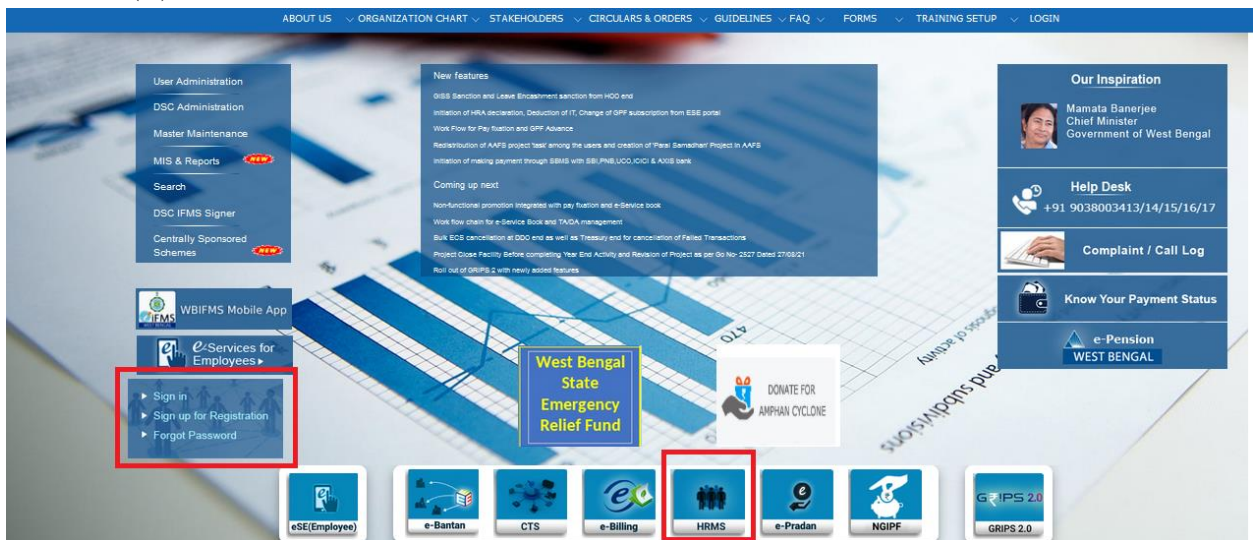 ABOUT US ORGANIZATION CHART STAKEHOLDERS CIRCULARS & ORDERS GUIDELINES FAQ FORMS TRAINING SETUP LOGIN
User Administration
DSC Administration
Master Maintenance
MIS & Reports NEW
Search
DSC IFMS Signer
Centrally Sponsored
Schemes NEW
WBIFMS Mobile App
IFMS
WEST BENGAL
e-Services for
Employees
Sign in
Sign up for Registration
Forgot Password
New features
GISS Sanction and Leave Encashment sanction from HOO end
Initiation of HRA declaration, Deduction of IT, Change of GPF subscription from ESE portal
Work Flow for Pay fixation and GPF Advance
Redistribution of AAFS project 'task' among the users and creation of 'Parai Samadhan' Project in AAFS
Initiation of making payment through SBMS with SBI,PNB,UCO,ICICI & AXIS bank
Coming up next
Non-functional promotion integrated with pay fixation and e-Service book
Work flow chain for e-Service Book and TA/DA management
Bulk ECS cancellation at DDO end as well as Treasury end for cancellation of Failed Transactions
Project Close Facility Before completing Year End Activity and Revision of Project as per Go No- 2527 Dated 27/08/21
Roll out of GRIPS 2 with newly added features
Our Inspiration
Mamata Banerjee
Chief Minister
Government of West Bengal
Help Desk
+91 9038003413/14/15/16/17
Complaint / Call Log
Know Your Payment Status
e-Pension
WEST BENGAL
470
activity
and subdivisions
West Bengal
State
Emergency
Relief Fund
DONATE FOR
AMPHAN CYCLONE
eSE(Employee)
e-Bantan
CTS
e-Billing
HRMS
e-Pradan
NGIPF
GRIPS 2.0
GRIPS 2.0